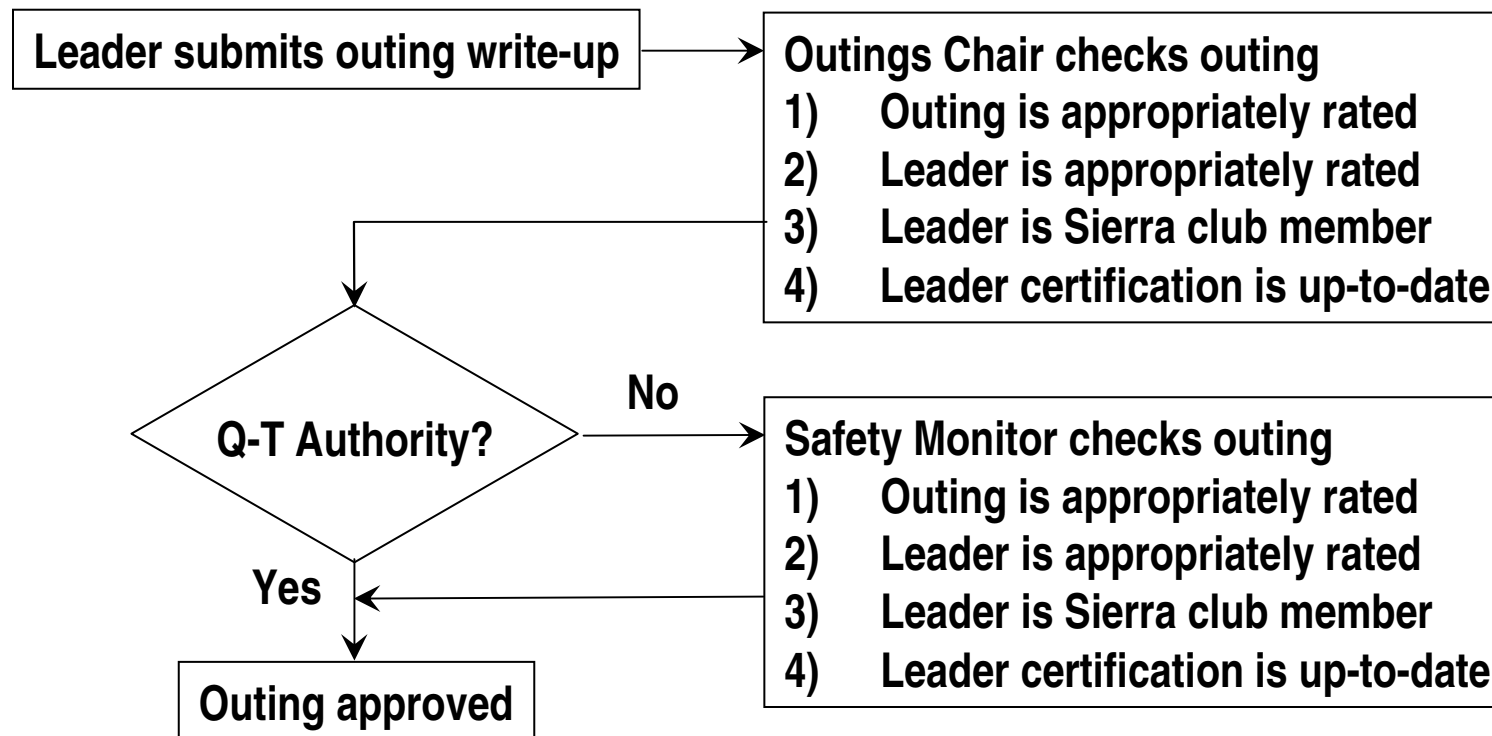 Leader submits outing write-up
Outings Chair checks outing
1) Outing is appropriately rated
2) Leader is appropriately rated
3) Leader is Sierra club member
4) Leader certification is up-to-date
Q-T Authority?
No
Safety Monitor checks outing
1) Outing is appropriately rated
2) Leader is appropriately rated
3) Leader is Sierra club member
4) Leader certification is up-to-date
Yes
Outing approved